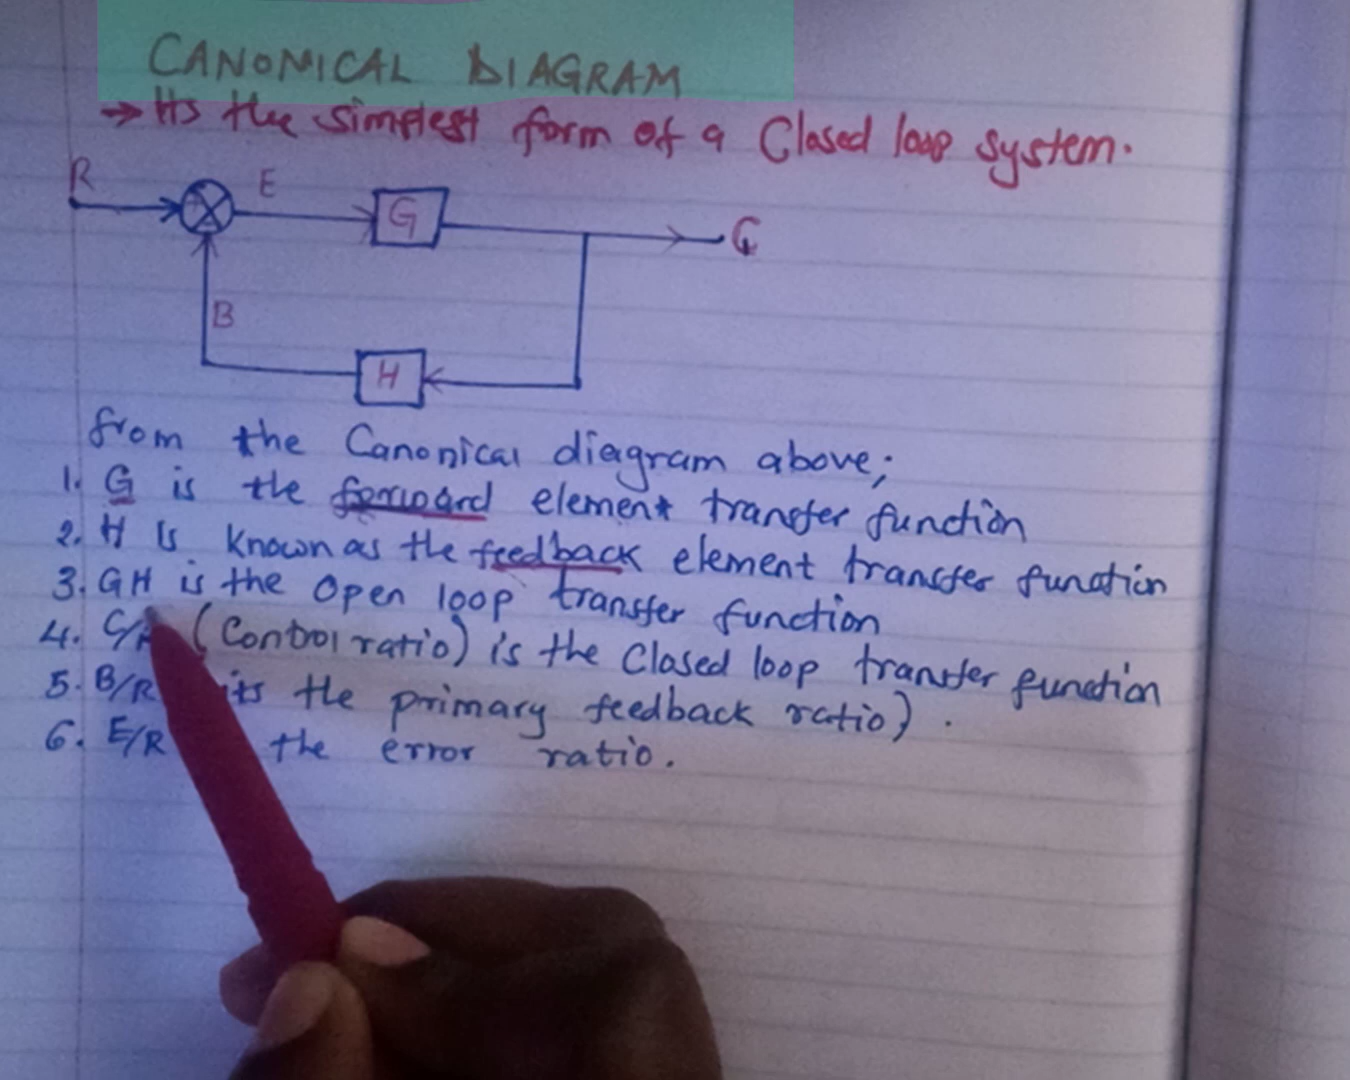 CANONICAL DIAGRAM
→ Its the simplest form of a Closed loop system.
R
E
G
C
B
H
from the Canonical diagram above;
1. G is the forward element transfer function
2. H Is known as the feedback element transfer function
3. GH is the Open loop transfer function
4. (Control ratio) is the Closed loop transfer function
5. B/R its the primary feedback ratio) .
6. E/R the error ratio.